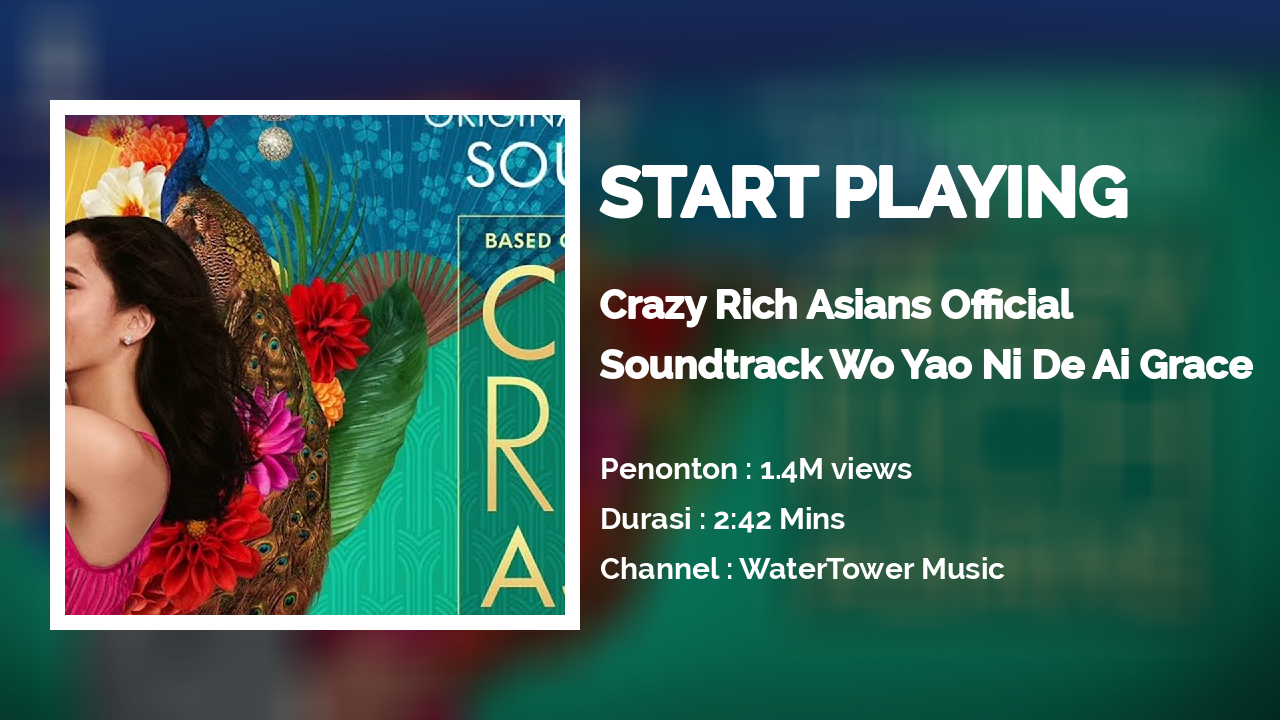 ORIGINA
SOU
BASED
C
R
A
START PLAYING
Crazy Rich Asians Official
Soundtrack Wo Yao Ni De Ai Grace
Penonton : 1.4M views
Durasi : 2:42 Mins
Channel : WaterTower Music